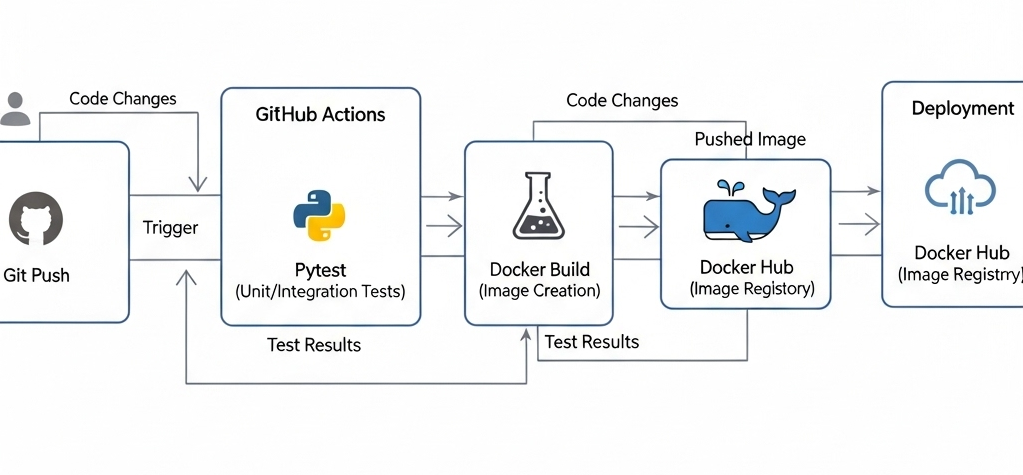 Code Changes
Git Push
Trigger
GitHub Actions
Pytest
(Unit/Integration Tests)
Test Results
Code Changes
Docker Build
(Image Creation)
Test Results
Pushed Image
Docker Hub
(Image Registory)
Deployment
Docker Hub
(Image Registrry)